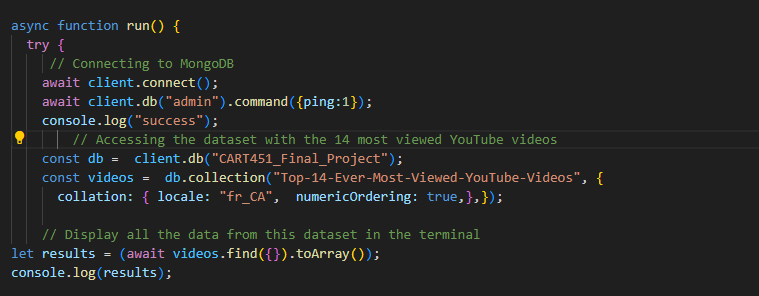 async function run() {
try {
// Connecting to MongoDB
await client.connect();
await client.db("admin").command({ping:1});
console.log("success");
// Accessing the dataset with the 14 most viewed YouTube videos
const db =  client.db("CART451_Final_Project");
const videos =  db.collection("Top-14-Ever-Most-Viewed-YouTube-Videos", {
collation: { locale: "fr_CA",  numericOrdering: true,},});
// Display all the data from this dataset in the terminal
let results = (await videos.find({}).toArray());
console.log(results);